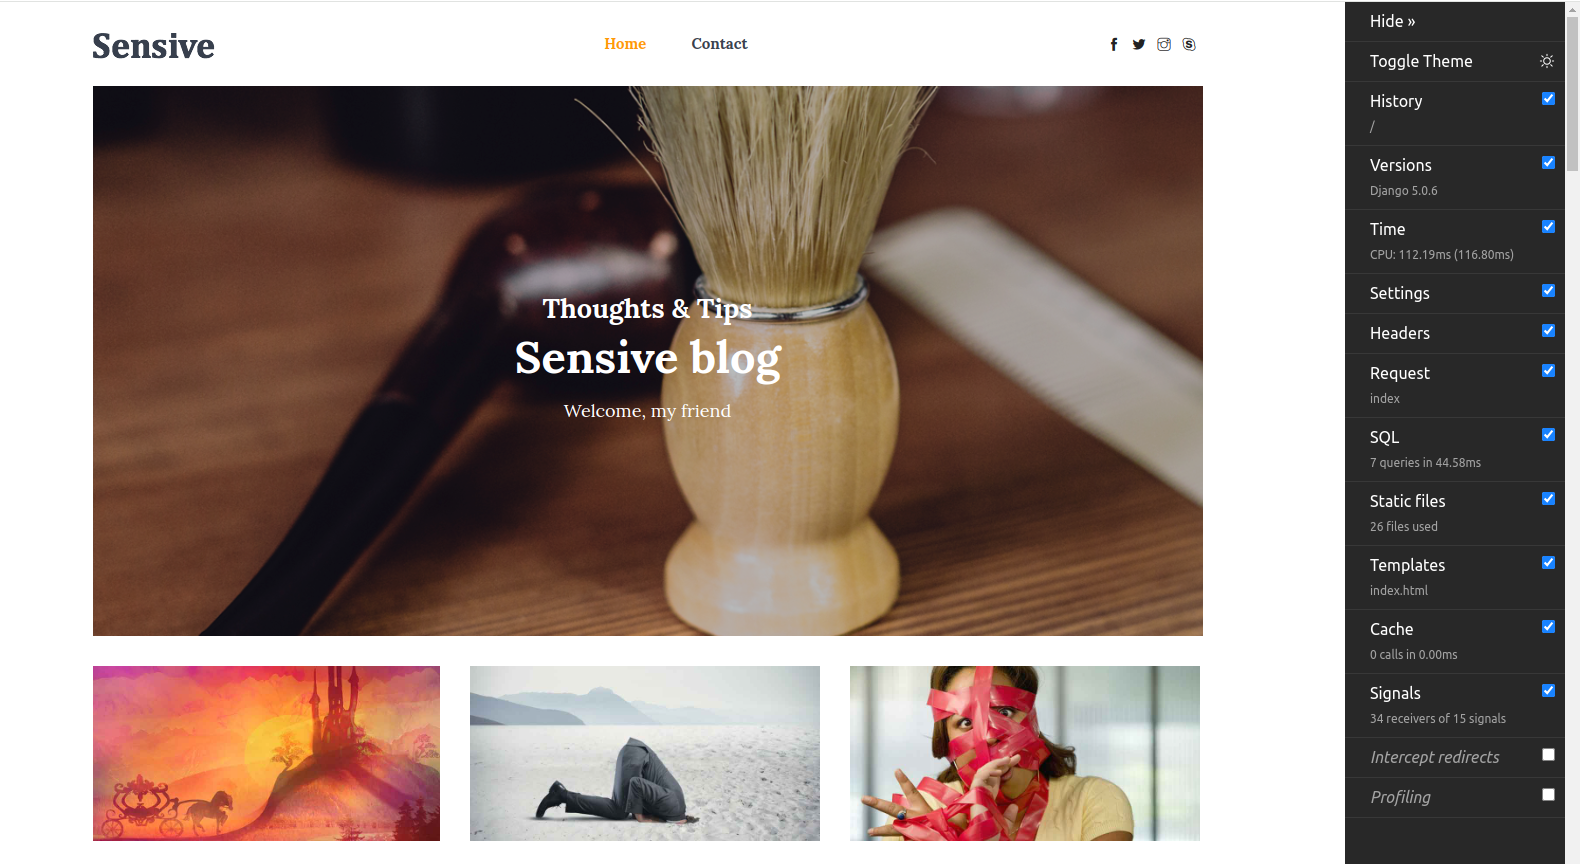 Sensive
Home
Contact
Thoughts & Tips
Sensive blog
Welcome, my friend
Hide »
Toggle Theme
History
/
Versions
Django 5.0.6
Time
CPU: 112.19ms (116.80ms)
Settings
Headers
Request
index
SQL
7 queries in 44.58ms
Static files
26 files used
Templates
index.html
Cache
0 calls in 0.00ms
Signals
34 receivers of 15 signals
Intercept redirects
Profiling